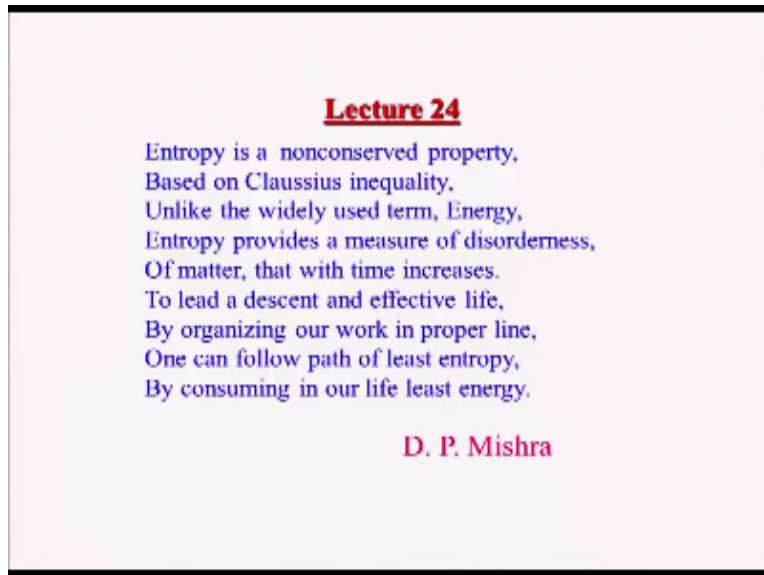 Lecture 24
Entropy is a nonconserved property,
Based on Claussius inequality,
Unlike the widely used term, Energy,
Entropy provides a measure of disorderness,
Of matter, that with time increases.
To lead a descent and effective life,
By organizing our work in proper line,
One can follow path of least entropy,
By consuming in our life least energy.
D. P. Mishra